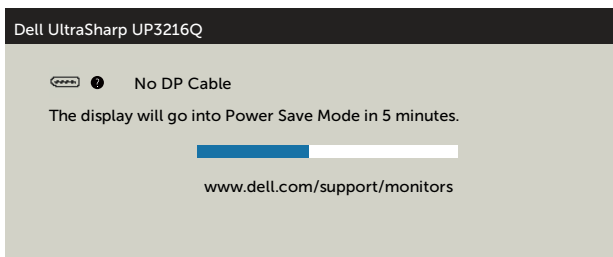 Dell UltraSharp UP3216Q
? No DP Cable
The display will go into Power Save Mode in 5 minutes.
www.dell.com/support/monitors